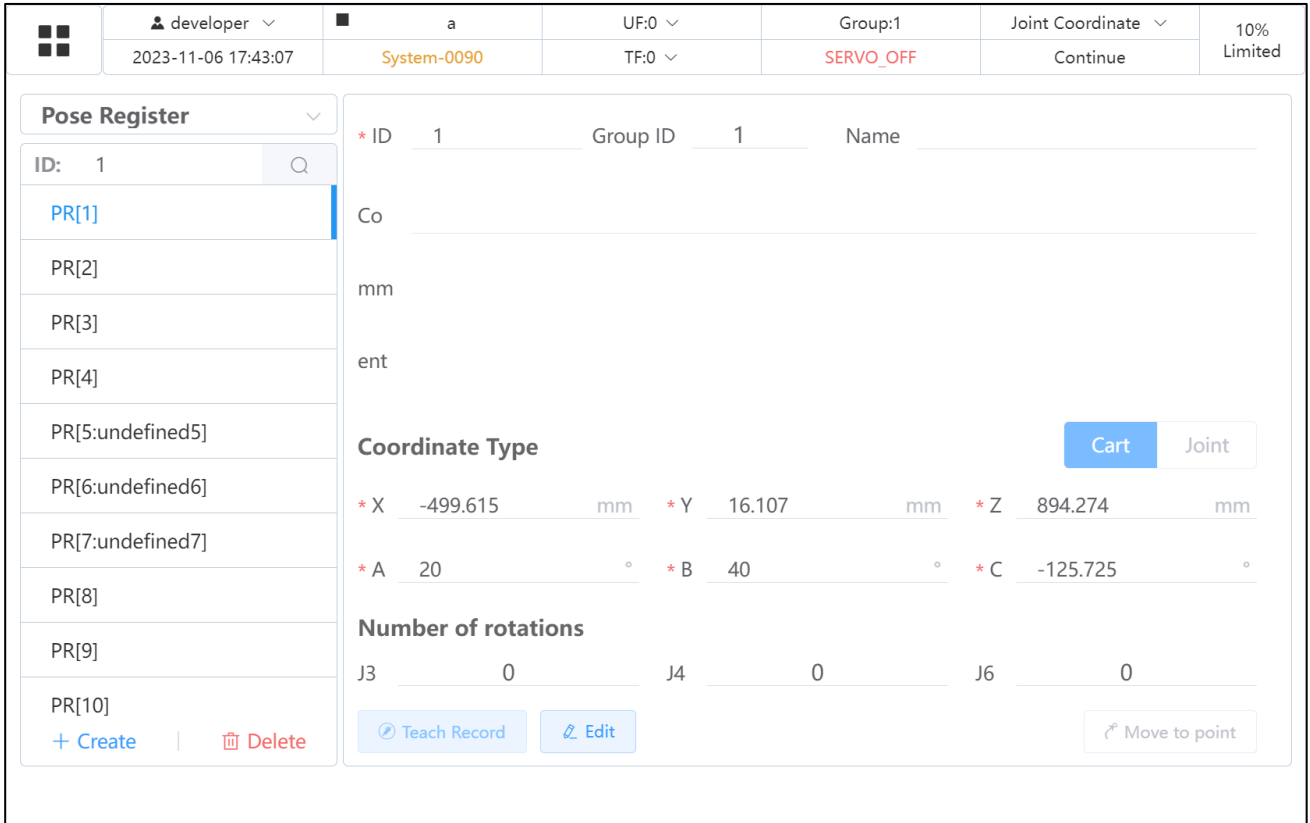 developer
a
UF:0
Group:1
Joint Coordinate
10%
Limited
2023-11-06 17:43:07
System-0090
TF:0
SERVO_OFF
Continue
Pose Register
ID: 1
PR[1]
PR[2]
PR[3]
PR[4]
PR[5:undefined5]
PR[6:undefined6]
PR[7:undefined7]
PR[8]
PR[9]
PR[10]
+ Create
Delete
* ID 1 Group ID 1 Name
Co
mm
ent
Coordinate Type
Cart Joint
* X -499.615 mm * Y 16.107 mm * Z 894.274 mm
* A 20 ° * B 40 ° * C -125.725 °
Number of rotations
J3 0 J4 0 J6 0
Teach Record
Edit
Move to point